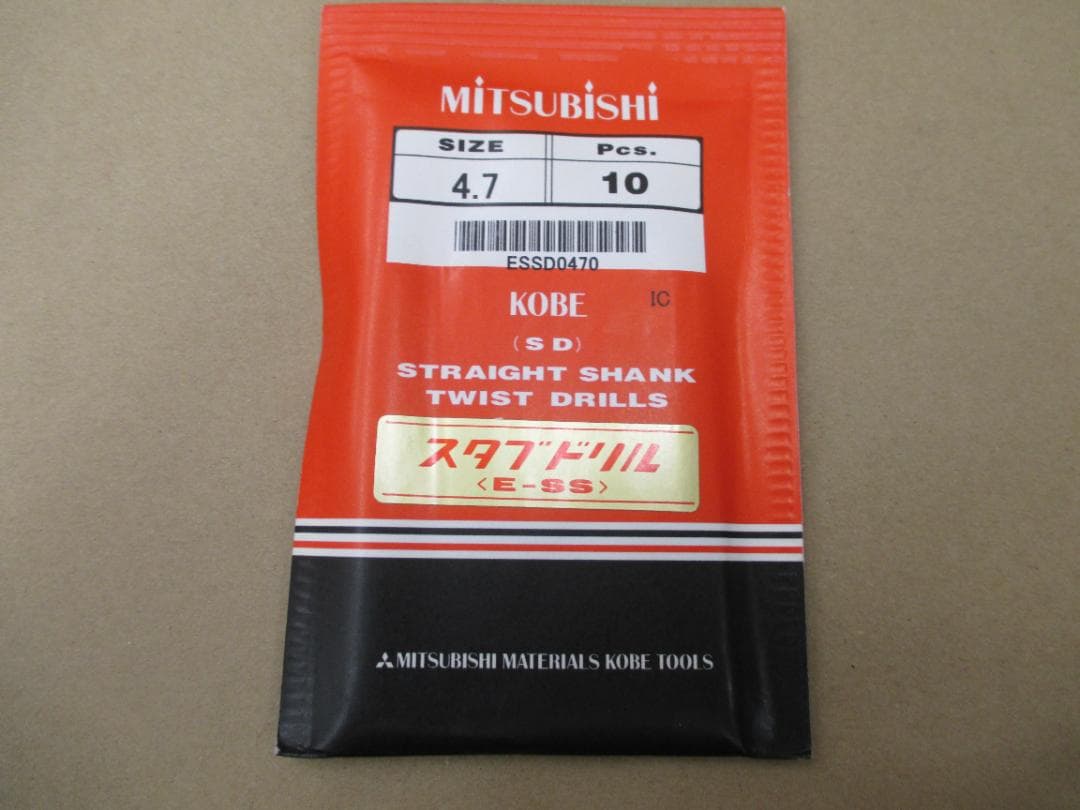 MITSUBISHI
SIZE Pcs.
4.7 10
ESSD0470
KOBE IC
(SD)
STRAIGHT SHANK
TWIST DRILLS
スタブドリル
<E-SS>
MITSUBISHI MATERIALS KOBE TOOLS